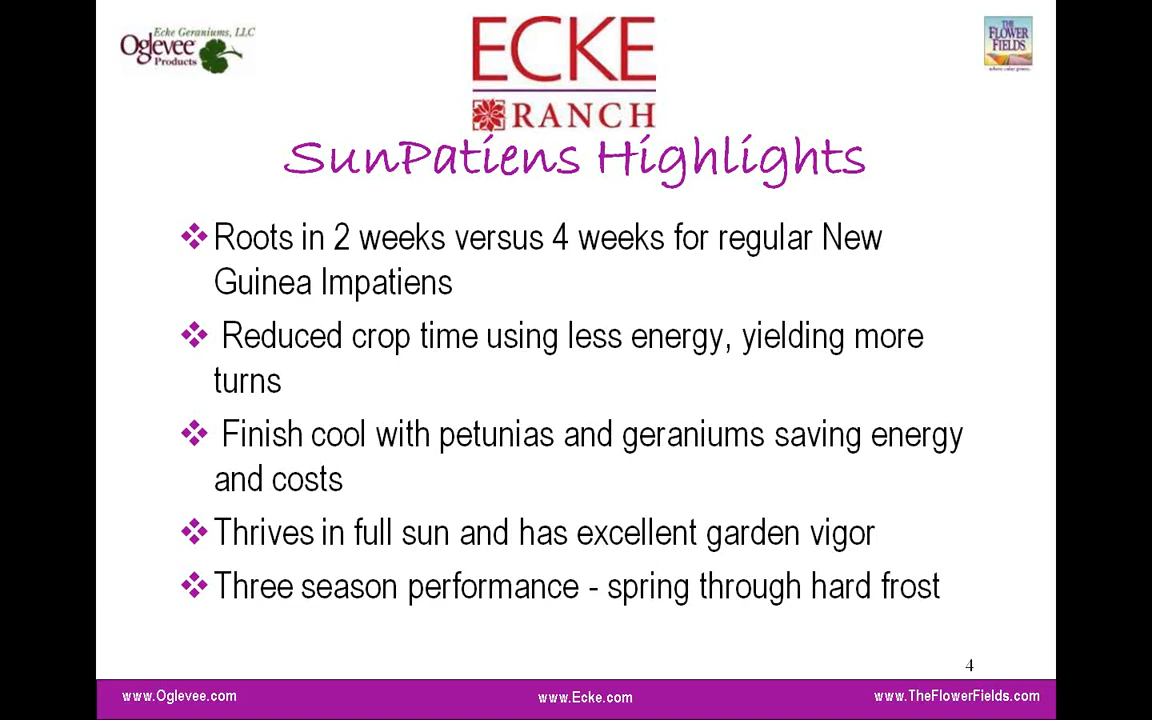 Ecke Geraniums, LLC
Oglevee
Products
ECKE
RANCH
THE
FLOWER
FIELDS
SunPatiens Highlights
❖ Roots in 2 weeks versus 4 weeks for regular New
Guinea Impatiens
❖ Reduced crop time using less energy, yielding more
turns
❖ Finish cool with petunias and geraniums saving energy
and costs
❖ Thrives in full sun and has excellent garden vigor
❖ Three season performance - spring through hard frost
4
www.Oglevee.com
www.Ecke.com
www.TheFlowerFields.com